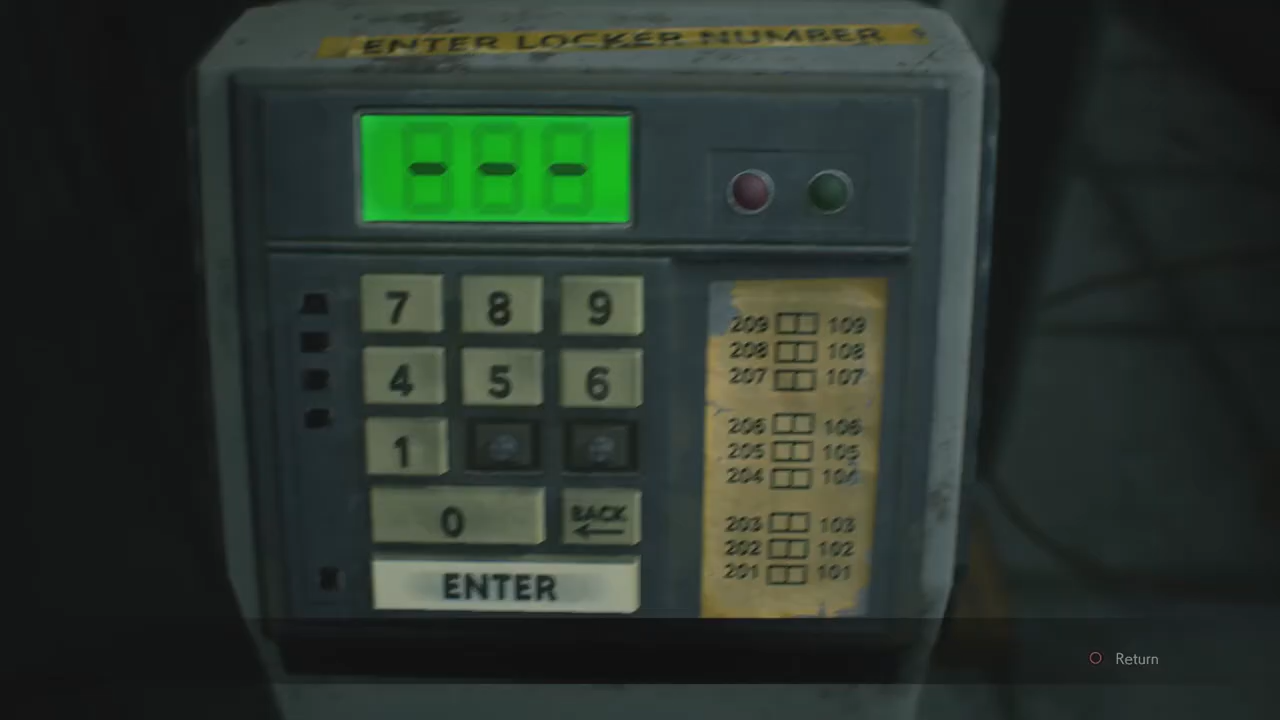 ENTER LOCKER NUMBER
- - -
7 8 9
4 5 6
1
0 BACK
ENTER
209 109
208 108
207 107
206 106
205 105
204 104
203 103
202 102
201 101
Return